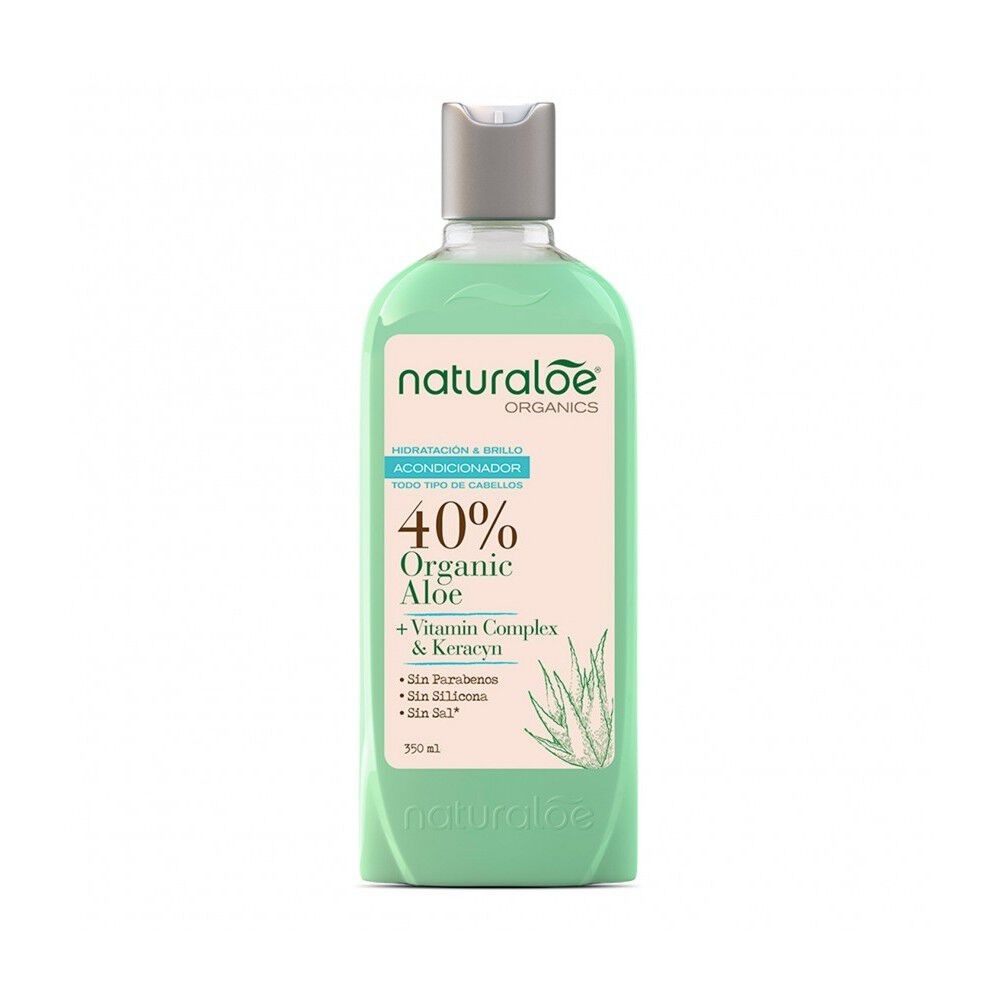 naturaloe®
ORGANICS
HIDRATACIÓN & BRILLO
ACONDICIONADOR
TODO TIPO DE CABELLOS
40%
Organic
Aloe
+ Vitamin Complex
& Keracyn
• Sin Parabenos
• Sin Silicona
• Sin Sal*
350 ml
naturaloe